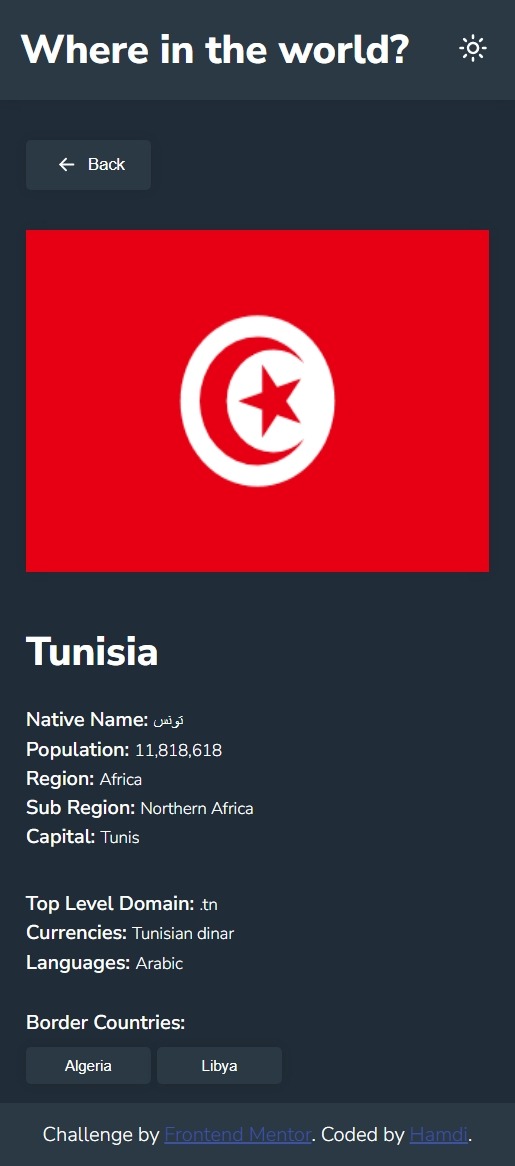 Where in the world?
Back
Tunisia
Native Name: تونس
Population: 11,818,618
Region: Africa
Sub Region: Northern Africa
Capital: Tunis
Top Level Domain: .tn
Currencies: Tunisian dinar
Languages: Arabic
Border Countries:
Algeria Libya
Challenge by Frontend Mentor. Coded by Hamdi.